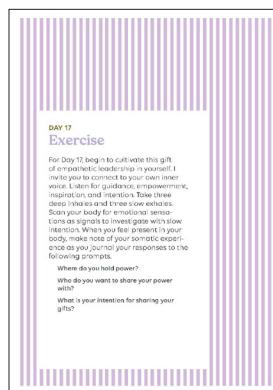 DAY 17
Exercise
For Day 17, begin to cultivate this gift
of empathetic leadership in yourself. I
invite you to connect to your own inner
voice. Listen for guidance, empowerment,
inspiration, and intention. Take three
deep inhales and three slow exhales.
Scan your body for emotional sensa-
tions as signals to investigate with slow
intention. When you feel present in your
body, make note of your somatic experi-
ence as you journal your responses to the
following prompts.
Where do you hold power?
Who do you want to share your power
with?
What is your intention for sharing your
gifts?